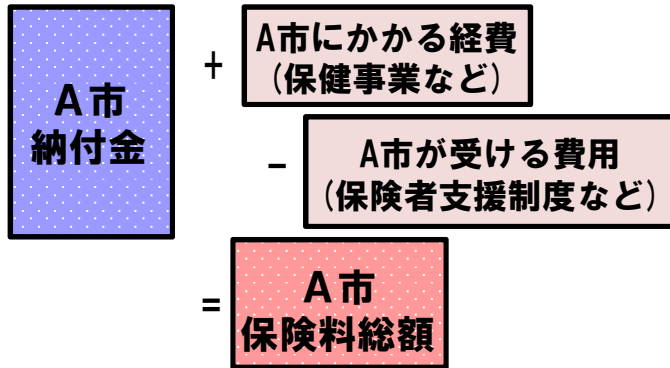 A市
納付金
+
A市にかかる経費
(保健事業など)
-
A市が受ける費用
(保険者支援制度など)
=
A市
保険料総額